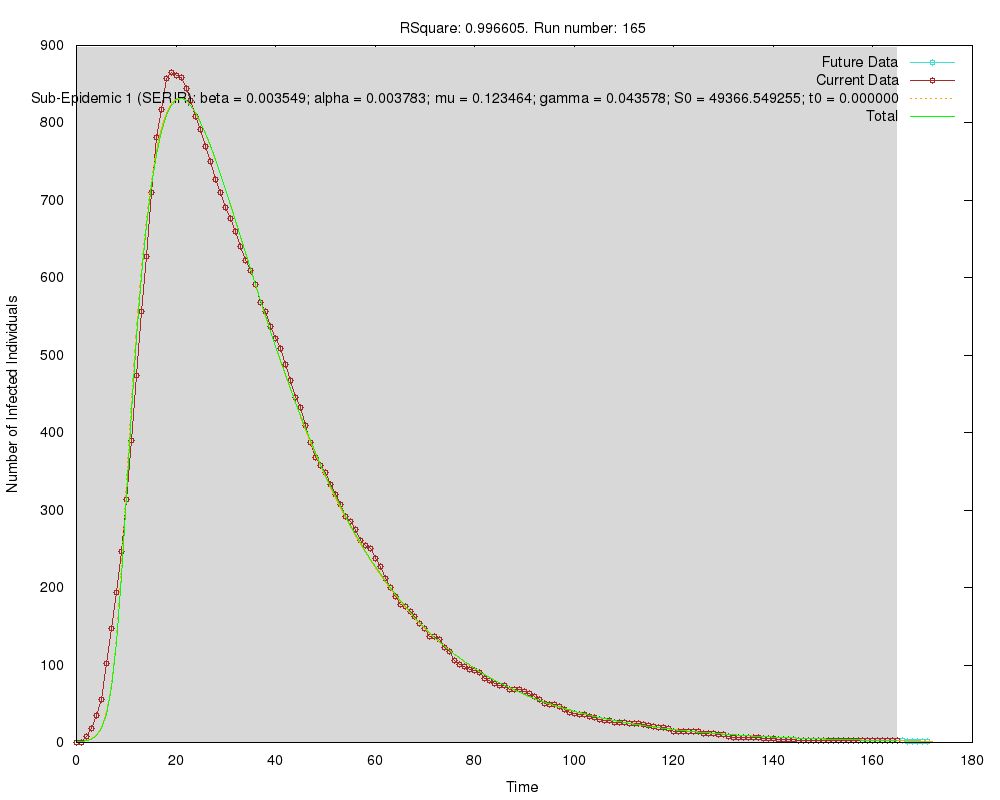 RSquare: 0.996605. Run number: 165
900
800
700
600
500
400
300
200
100
0
Number of Infected Individuals
Future Data
Current Data
Sub-Epidemic 1 (SERIR): beta = 0.003549; alpha = 0.003783; mu = 0.123464; gamma = 0.043578; S0 = 49366.549255; t0 = 0.000000
Total
0 20 40 60 80 100 120 140 160 180
Time